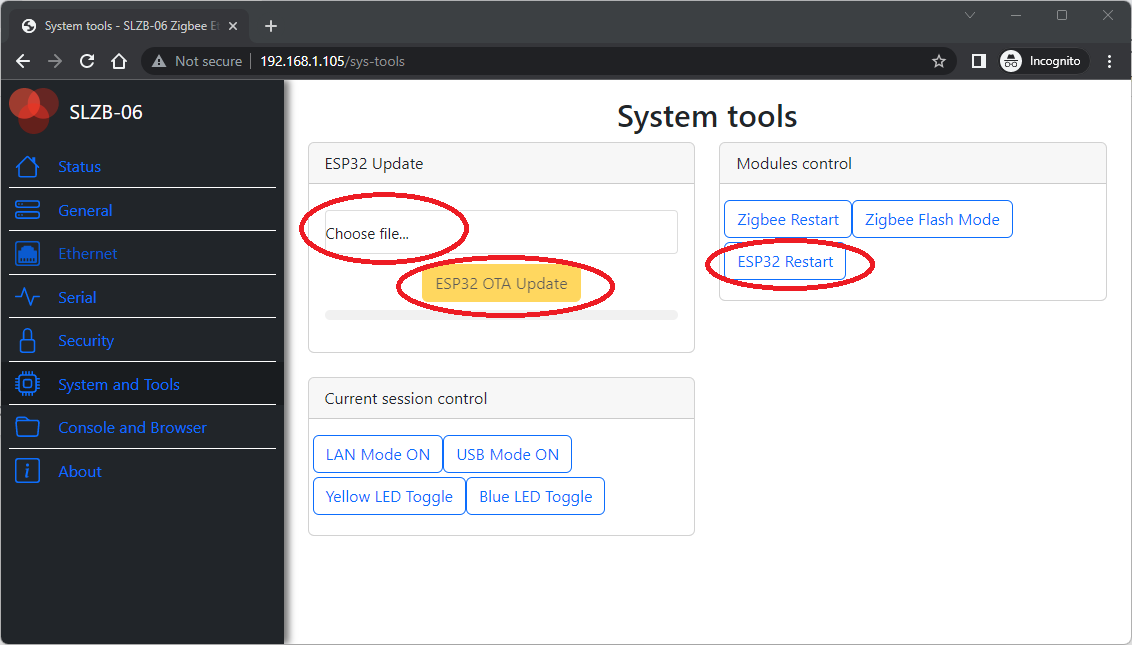 System tools - SLZB-06 Zigbee Et
Not secure
192.168.1.105/sys-tools
Incognito
SLZB-06
Status
General
Ethernet
Serial
Security
System and Tools
Console and Browser
About
System tools
ESP32 Update
Choose file...
ESP32 OTA Update
Modules control
Zigbee Restart Zigbee Flash Mode
ESP32 Restart
Current session control
LAN Mode ON USB Mode ON
Yellow LED Toggle Blue LED Toggle